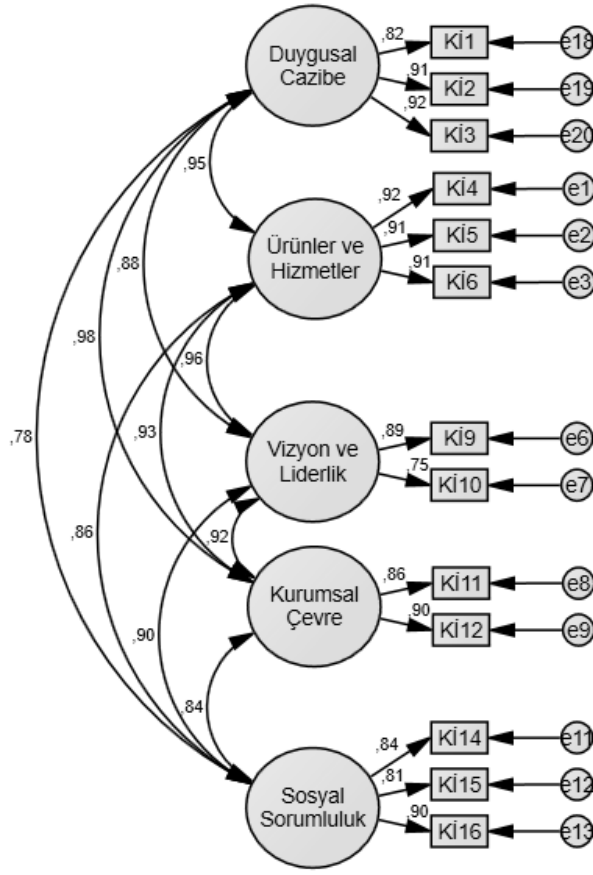 Duygusal
Cazibe
,82
Kİ1
e18
,91
Kİ2
e19
,92
Kİ3
e20
,95
Ürünler ve
Hizmetler
,92
Kİ4
e1
,91
Kİ5
e2
,91
Kİ6
e3
,88
,98
,96
,78
,93
Vizyon ve
Liderlik
,89
Kİ9
e6
,75
Kİ10
e7
,86
,92
Kurumsal
Çevre
,86
Kİ11
e8
,90
Kİ12
e9
,90
,84
Sosyal
Sorumluluk
,84
Kİ14
e11
,81
Kİ15
e12
,90
Kİ16
e13